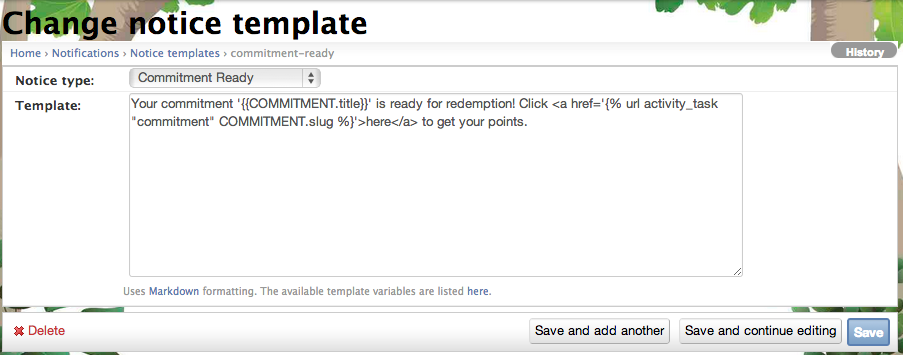 Change notice template
Home › Notifications › Notice templates › commitment-ready
History
Notice type: Commitment Ready
Template:
Your commitment '{{COMMITMENT.title}}' is ready for redemption! Click <a href='{% url activity_task
"commitment" COMMITMENT.slug %}'>here</a> to get your points.
Uses Markdown formatting. The available template variables are listed here.
Delete
Save and add another
Save and continue editing
Save